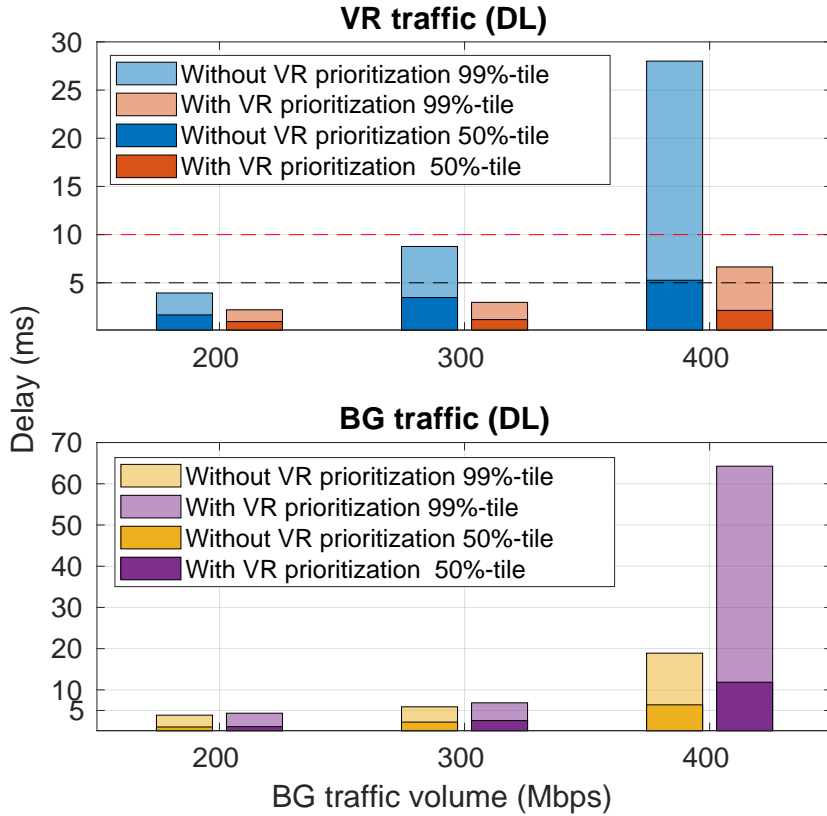 VR traffic (DL)
30
25
20
15
10
5
Without VR prioritization 99%-tile
With VR prioritization 99%-tile
Without VR prioritization 50%-tile
With VR prioritization 50%-tile
200
300
400
Delay (ms)
BG traffic (DL)
70
60
50
40
30
20
10
5
Without VR prioritization 99%-tile
With VR prioritization 99%-tile
Without VR prioritization 50%-tile
With VR prioritization 50%-tile
200
300
400
BG traffic volume (Mbps)